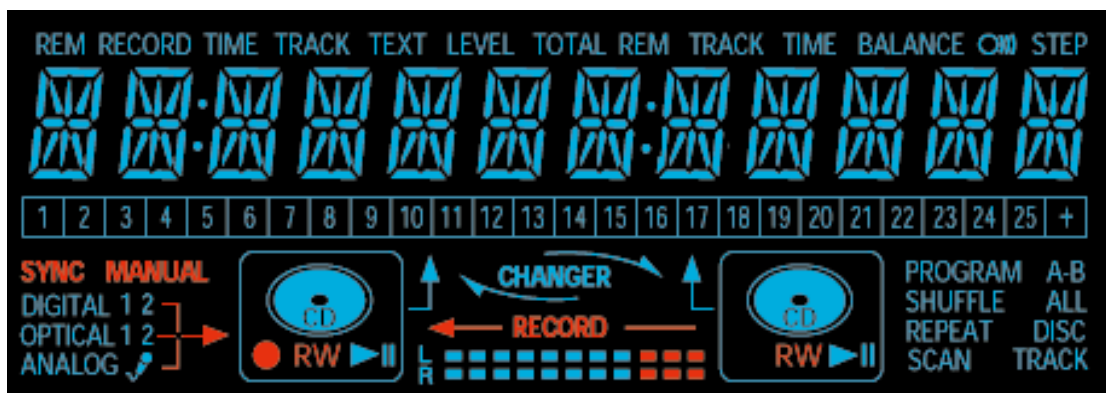 REM RECORD TIME TRACK TEXT LEVEL TOTAL REM TRACK TIME BALANCE STEP
1 2 3 4 5 6 7 8 9 10 11 12 13 14 15 16 17 18 19 20 21 22 23 24 25 +
SYNC MANUAL
DIGITAL 1 2
OPTICAL 1 2
ANALOG
CD
RW
CHANGER
RECORD
L
R
CD
RW
PROGRAM A-B
SHUFFLE ALL
REPEAT DISC
SCAN TRACK